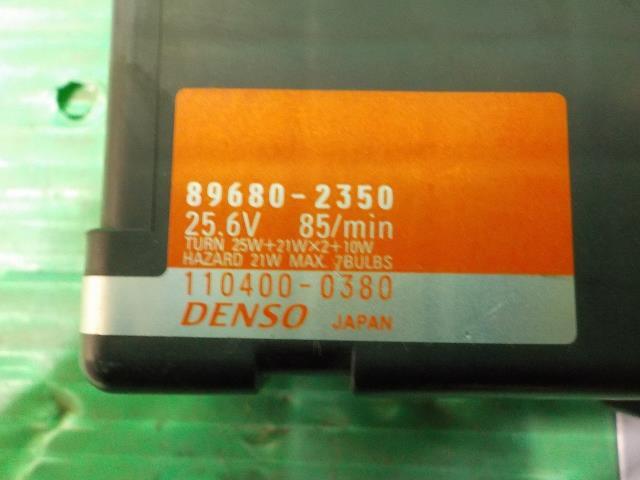 89680-2350
25.6V 85/min
TURN 25W+21W×2+10W
HAZARD 21W MAX. 7BULBS
110400-0380
DENSO JAPAN